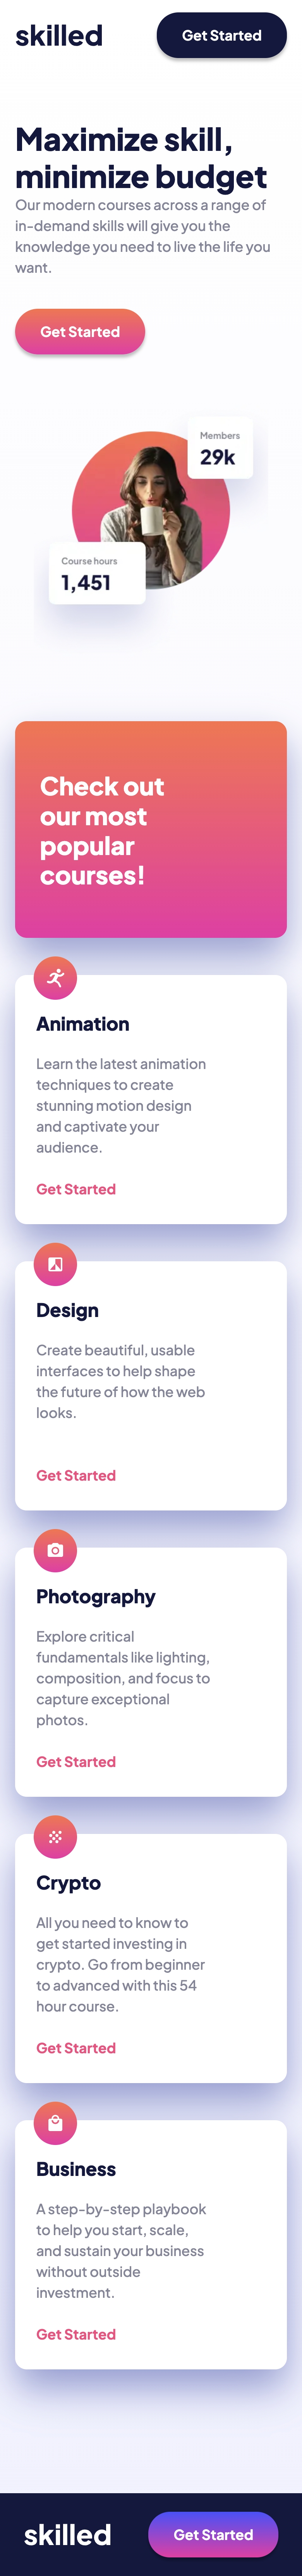 skilled
Get Started
Maximize skill,
minimize budget
Our modern courses across a range of
in-demand skills will give you the
knowledge you need to live the life you
want.
Get Started
Members
29k
Course hours
1,451
Check out
our most
popular
courses!
Animation
Learn the latest animation
techniques to create
stunning motion design
and captivate your
audience.
Get Started
Design
Create beautiful, usable
interfaces to help shape
the future of how the web
looks.
Get Started
Photography
Explore critical
fundamentals like lighting,
composition, and focus to
capture exceptional
photos.
Get Started
Crypto
All you need to know to
get started investing in
crypto. Go from beginner
to advanced with this 54
hour course.
Get Started
Business
A step-by-step playbook
to help you start, scale,
and sustain your business
without outside
investment.
Get Started
skilled
Get Started